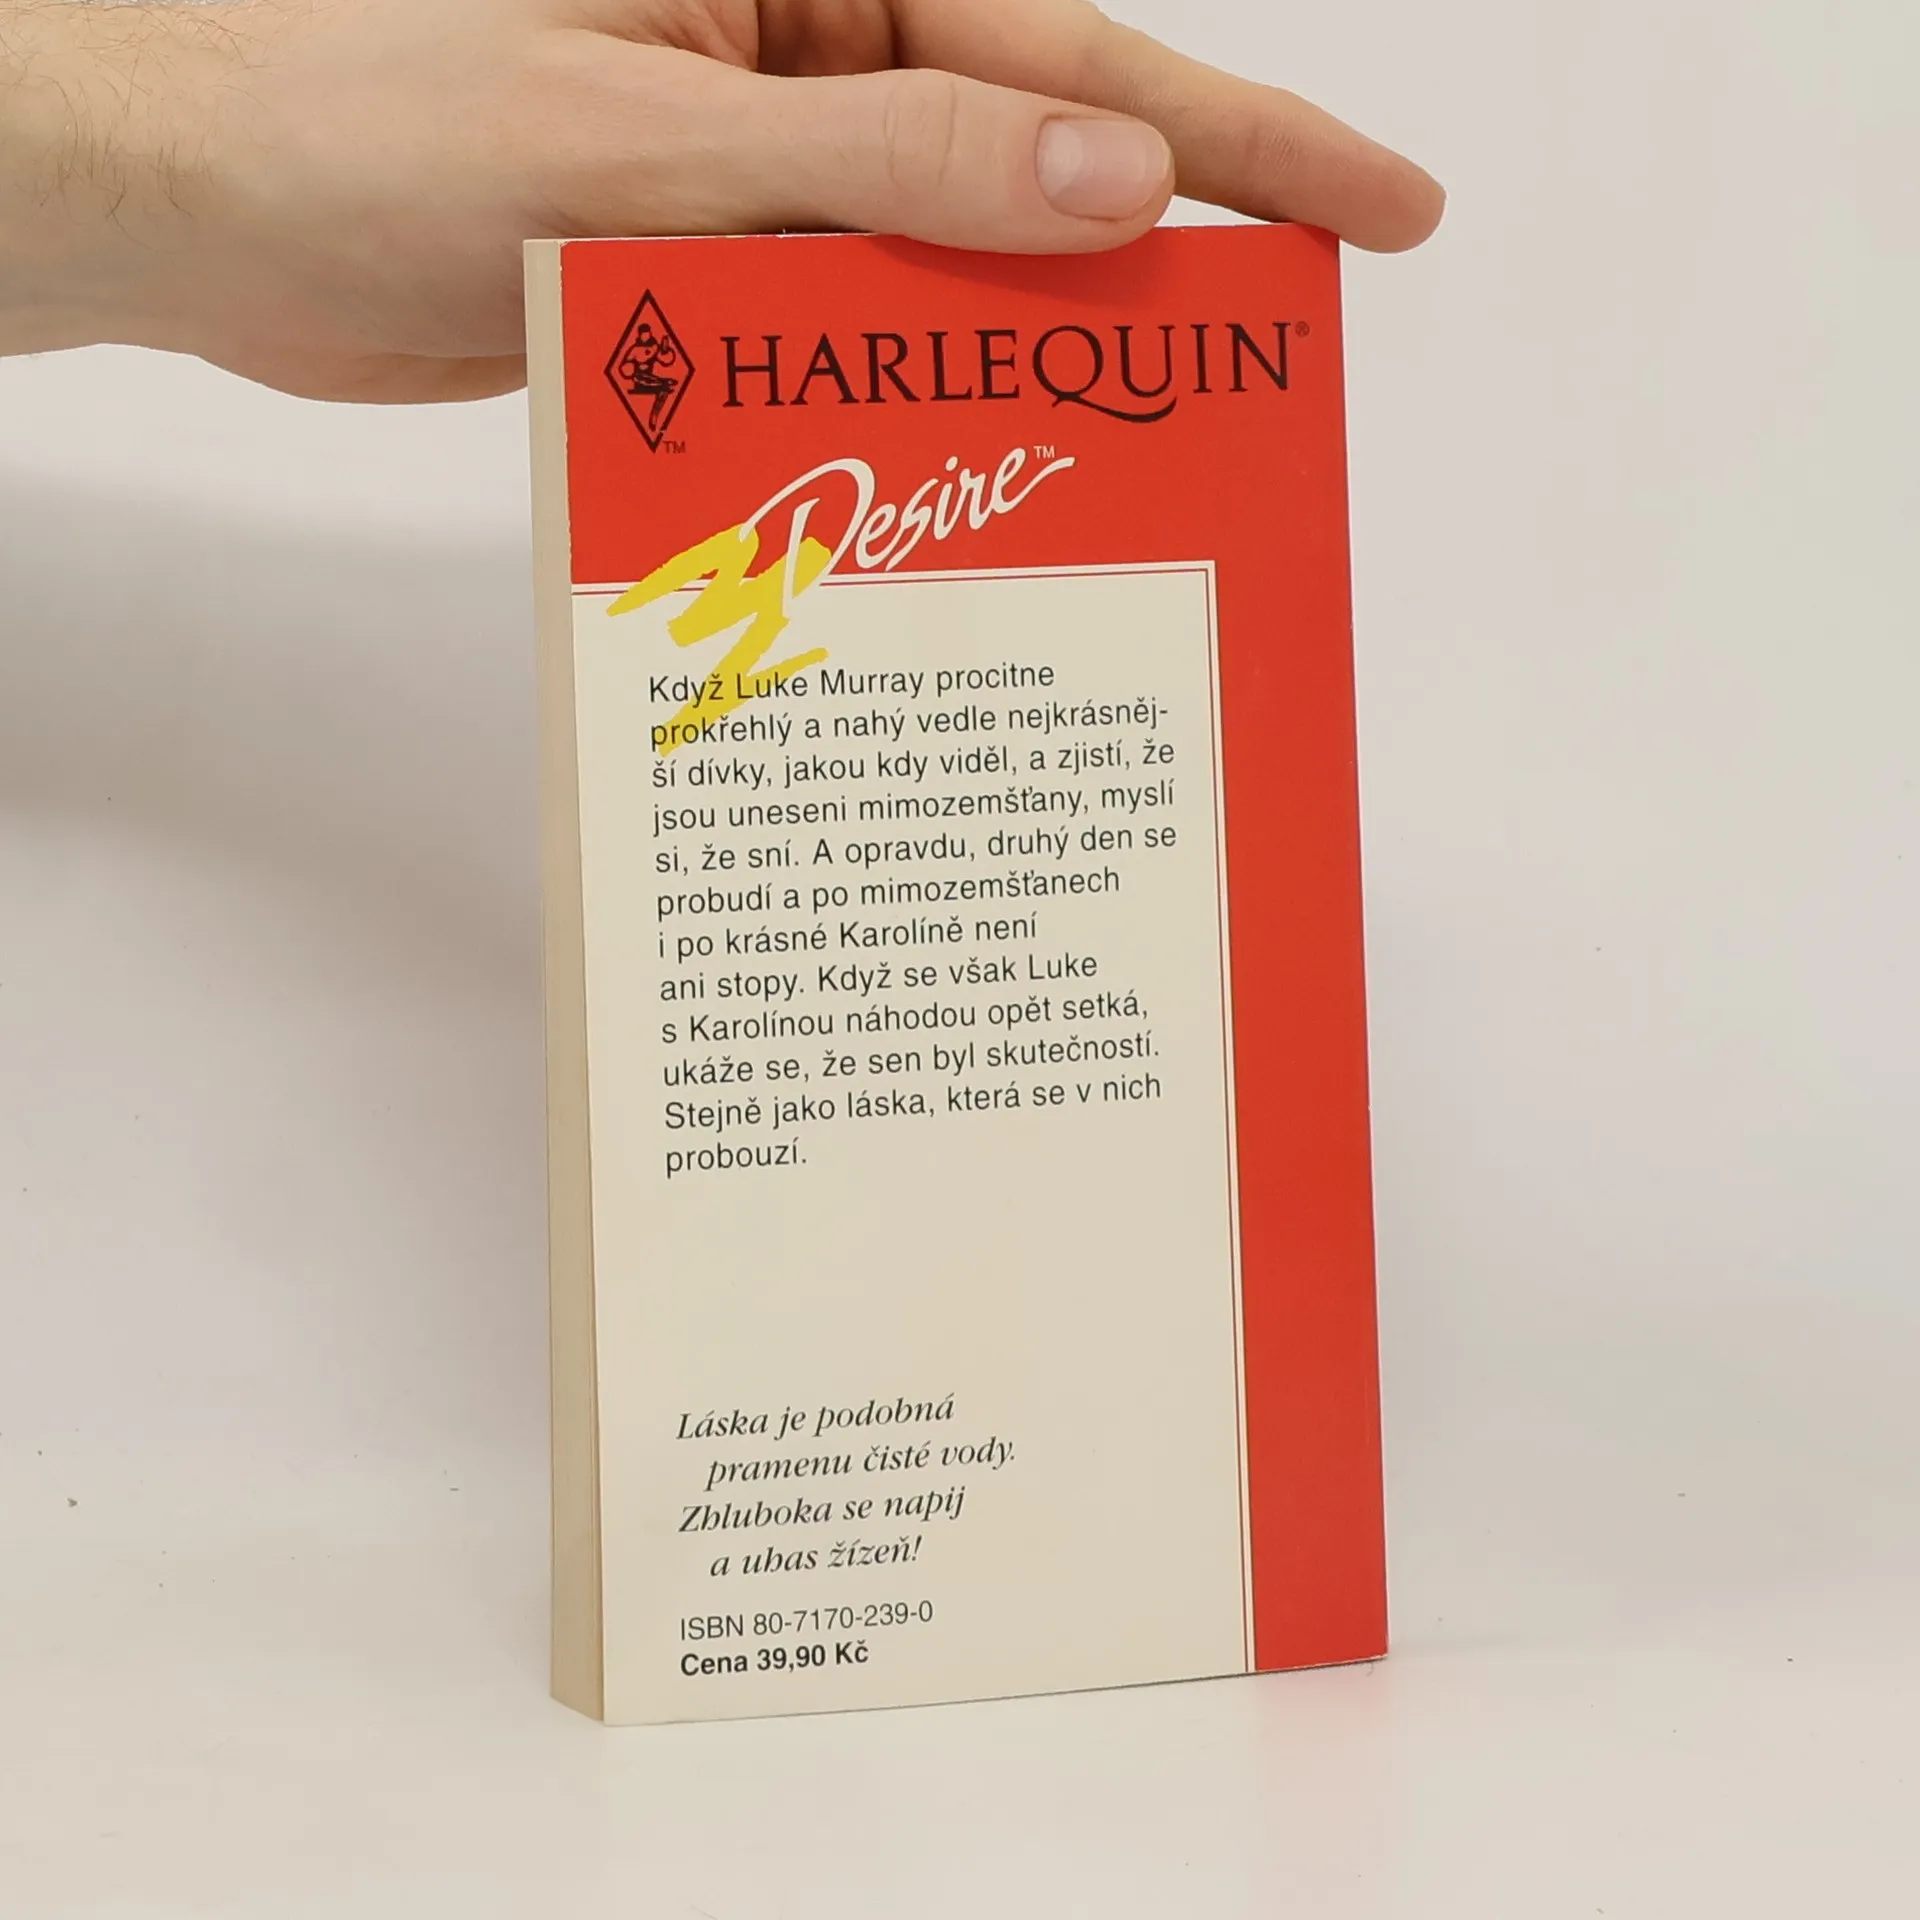 HARLEQUIN®
TM
Desire™
Když Luke Murray procitne
prokřehlý a nahý vedle nejkrásněj-
ší dívky, jakou kdy viděl, a zjistí, že
jsou uneseni mimozemšťany, myslí
si, že sní. A opravdu, druhý den se
probudí a po mimozemšťanech
i po krásné Karolíně není
ani stopy. Když se však Luke
s Karolínou náhodou opět setká,
ukáže se, že sen byl skutečností.
Stejně jako láska, která se v nich
probouzí.
Láska je podobná
pramenu čisté vody.
Zhluboka se napij
a uhas žízeň!
ISBN 80-7170-239-0
Cena 39,90 Kč